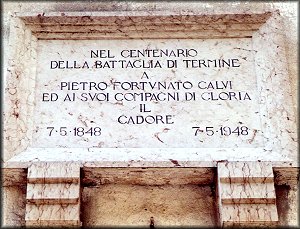 NEL CENTENARIO
DELLA BATTAGLIA DI TERMINE
A
PIETRO FORTVNATO CALVI
ED AI SVOI COMPAGNI DI GLORIA
IL
CADORE
7-5-1848 7-5-1948